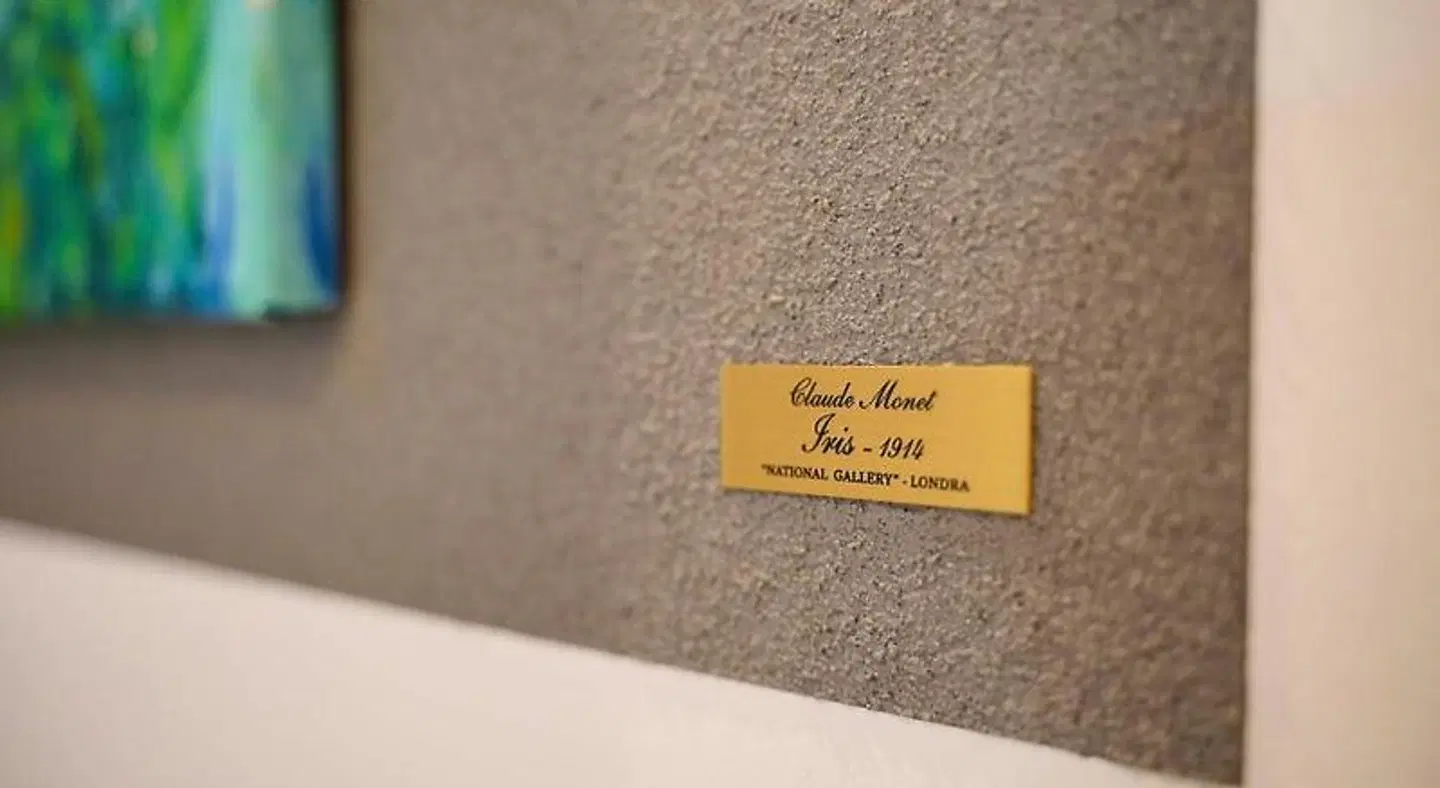 Claude Monet
Iris - 1914
"NATIONAL GALLERY" - LONDRA